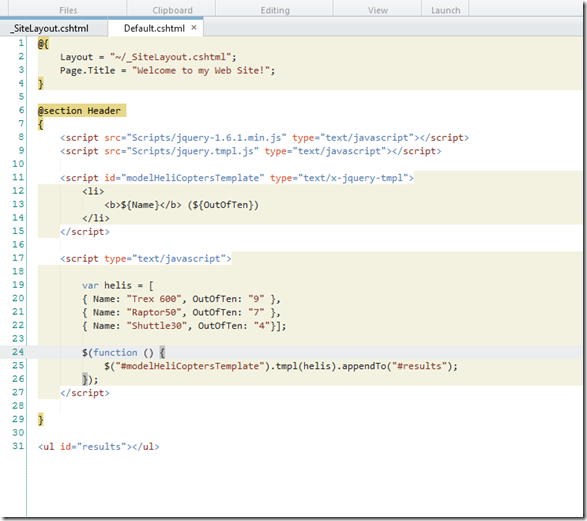 Files Clipboard Editing View Launch
_SiteLayout.cshtml Default.cshtml ×
1 @{
2 Layout = "~/_SiteLayout.cshtml";
3 Page.Title = "Welcome to my Web Site!";
4 }
5
6 @section Header
7 {
8 <script src="Scripts/jquery-1.6.1.min.js" type="text/javascript"></script>
9 <script src="Scripts/jquery.tmpl.js" type="text/javascript"></script>
10
11 <script id="modelHeliCoptersTemplate" type="text/x-jquery-tmpl">
12 <li>
13 <b>${Name}</b> (${OutOfTen})
14 </li>
15 </script>
16
17 <script type="text/javascript">
18
19 var helis = [
20 { Name: "Trex 600", OutOfTen: "9" },
21 { Name: "Raptor50", OutOfTen: "7" },
22 { Name: "Shuttle30", OutOfTen: "4"}];
23
24 $(function () {
25 $("#modelHeliCoptersTemplate").tmpl(helis).appendTo("#results");
26 });
27 </script>
28
29 }
30
31 <ul id="results"></ul>